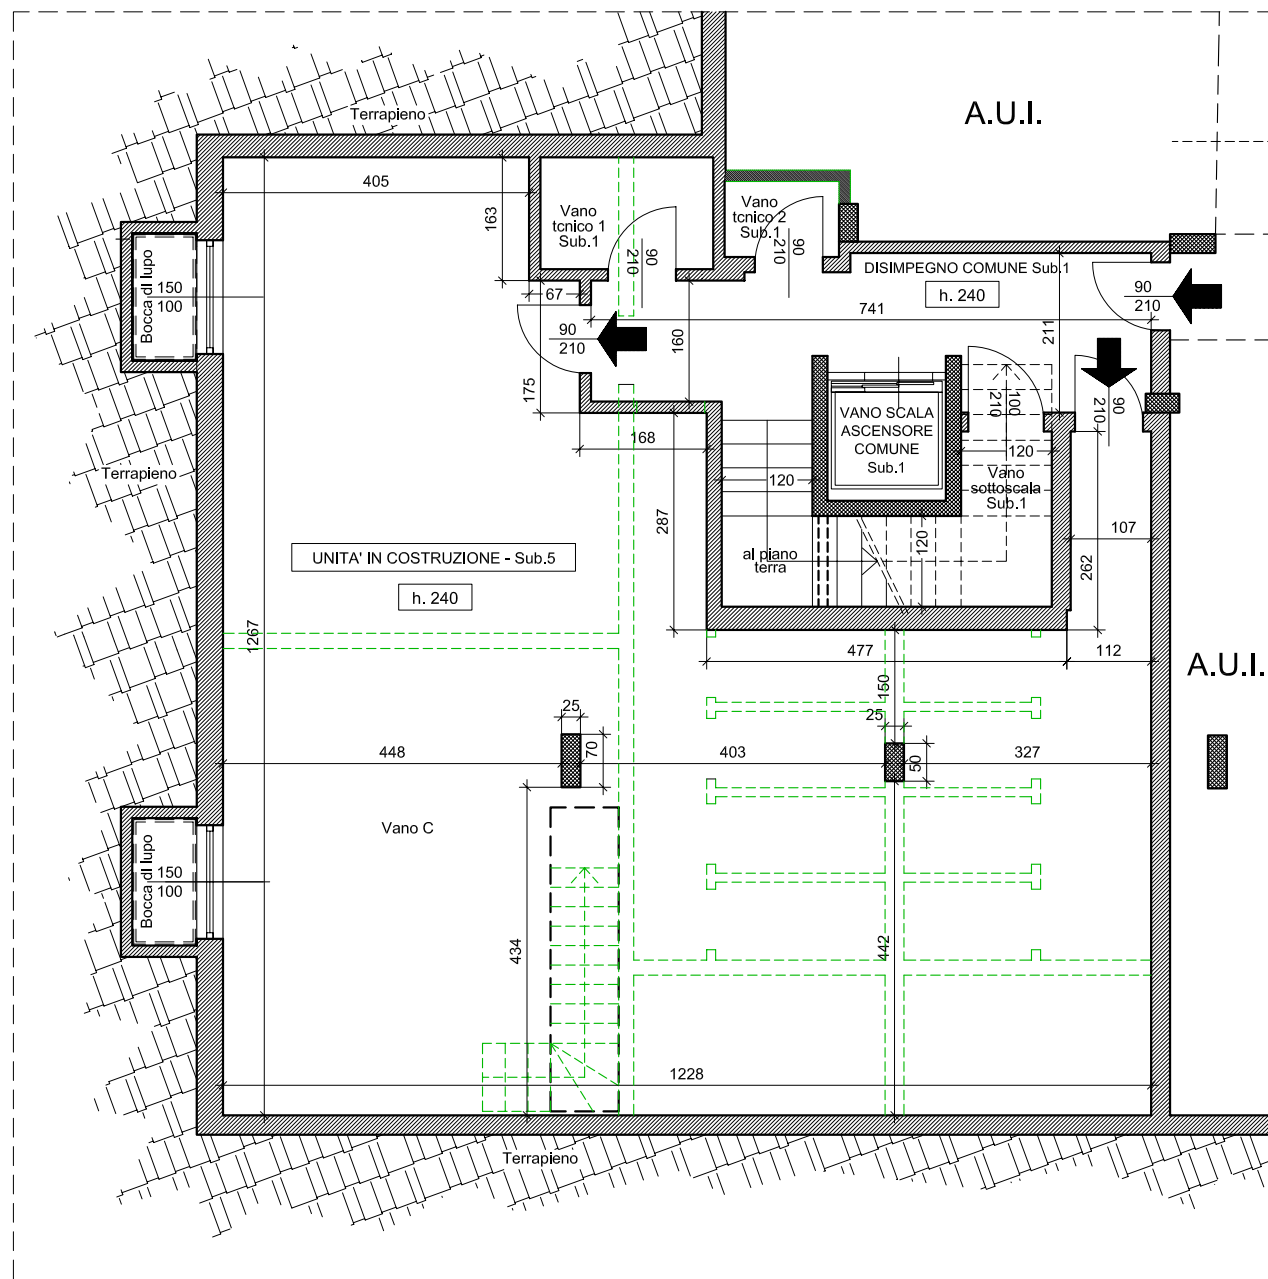 A.U.I.
Terrapieno
405
163
Vano
tcnico 1
Sub.1
Vano
tcnico 2
Sub.1
90
210
90
210
DISIMPEGNO COMUNE Sub.1
h. 240
90
210
Bocca di lupo
150
100
67
741
211
90
210
160
175
100
210
90
210
VANO SCALA
ASCENSORE
COMUNE
Sub.1
168
120
120
Vano
sottoscala
Sub.1
Terrapieno
287
120
107
262
al piano
terra
UNITA' IN COSTRUZIONE - Sub.5
h. 240
1267
477
112
A.U.I.
150
25
25
448
70
403
50
327
Vano C
Bocca di lupo
150
100
434
442
1228
Terrapieno